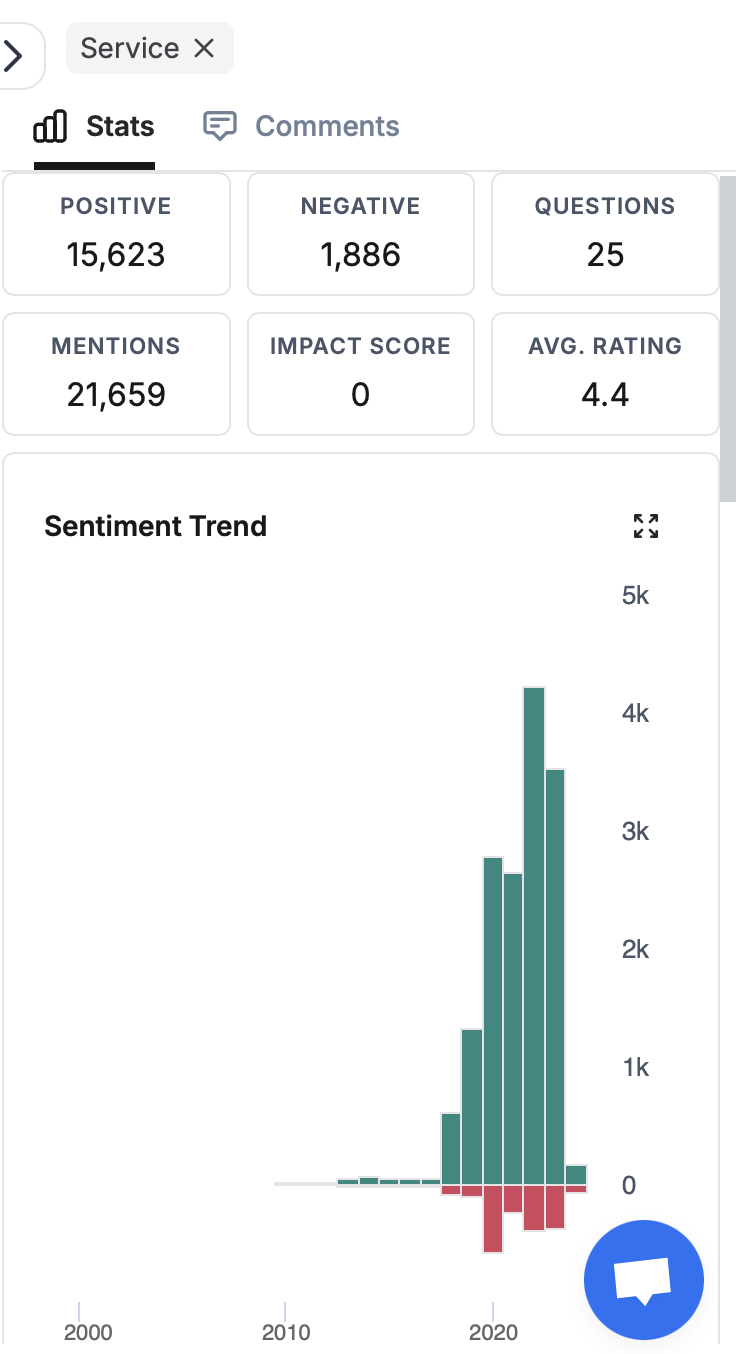 Service
Stats Comments
POSITIVE NEGATIVE QUESTIONS
15,623 1,886 25
MENTIONS IMPACT SCORE AVG. RATING
21,659 0 4.4
Sentiment Trend
5k
4k
3k
2k
1k
0
2000 2010 2020